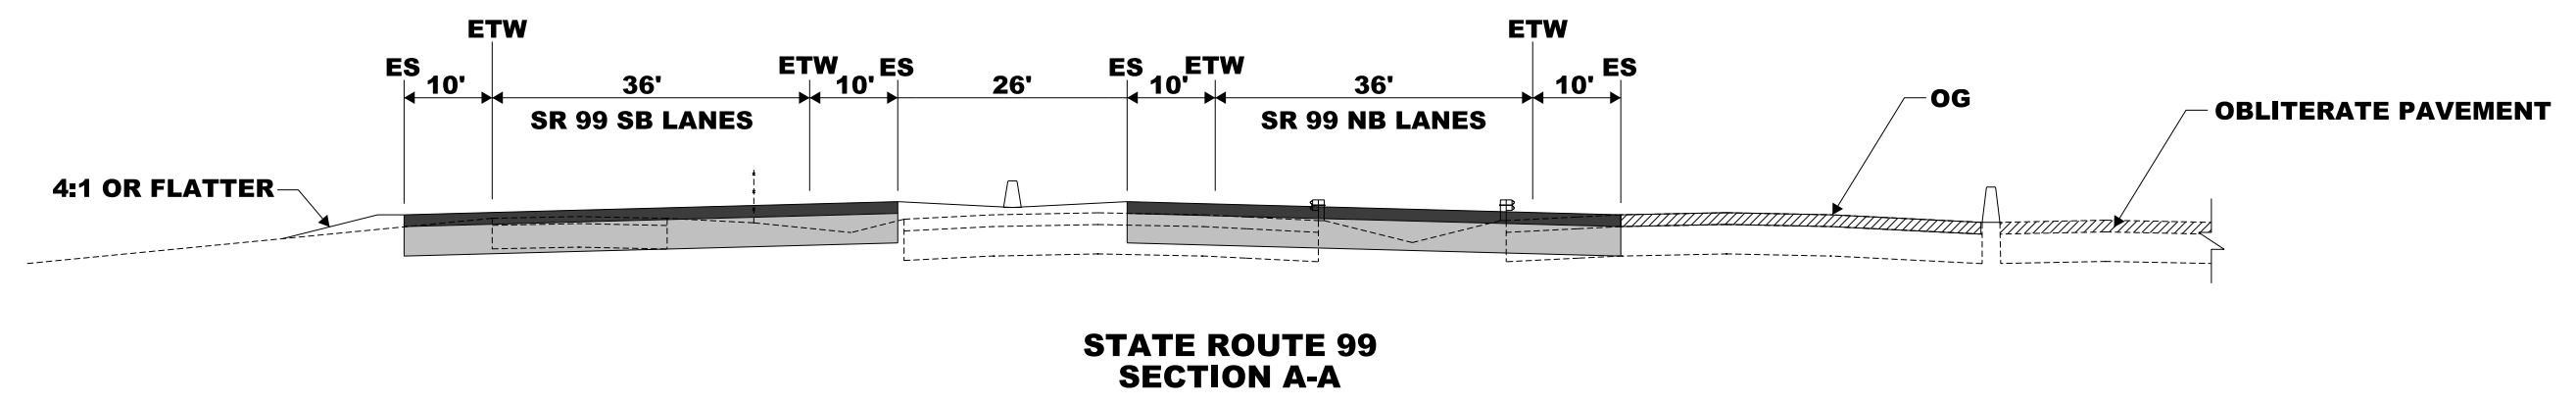 ETW
ETW
ES
10'
36'
ETW
10'
ES
26'
ES
10'
ETW
36'
10'
ES
SR 99 SB LANES
SR 99 NB LANES
OG
OBLITERATE PAVEMENT
4:1 OR FLATTER
STATE ROUTE 99
SECTION A-A